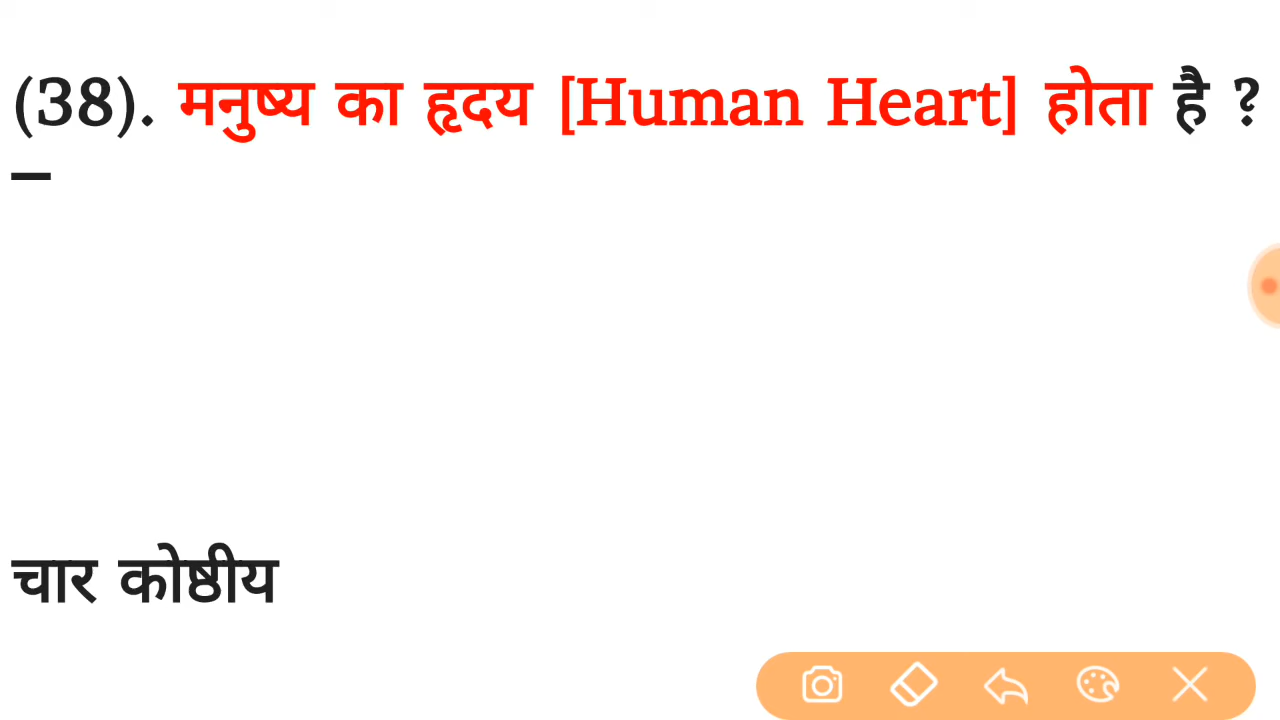 (38). मनुष्य का हृदय [Human Heart] होता है ?
–
चार कोष्ठीय